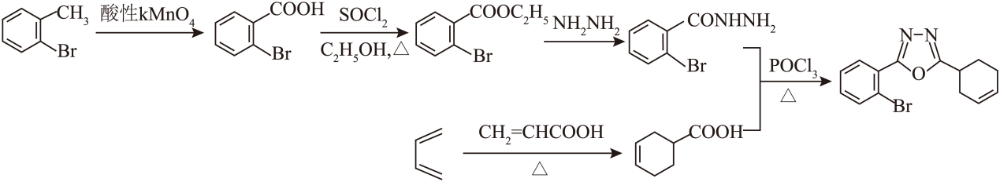 CH₃
Br
酸性kMnO₄
COOH
Br
SOCl₂
C₂H₅OH,△
COOC₂H₅
Br
NH₂NH₂
CONHNH₂
Br
POCl₃
△
N N
O
Br
CH₂=CHCOOH
△
COOH